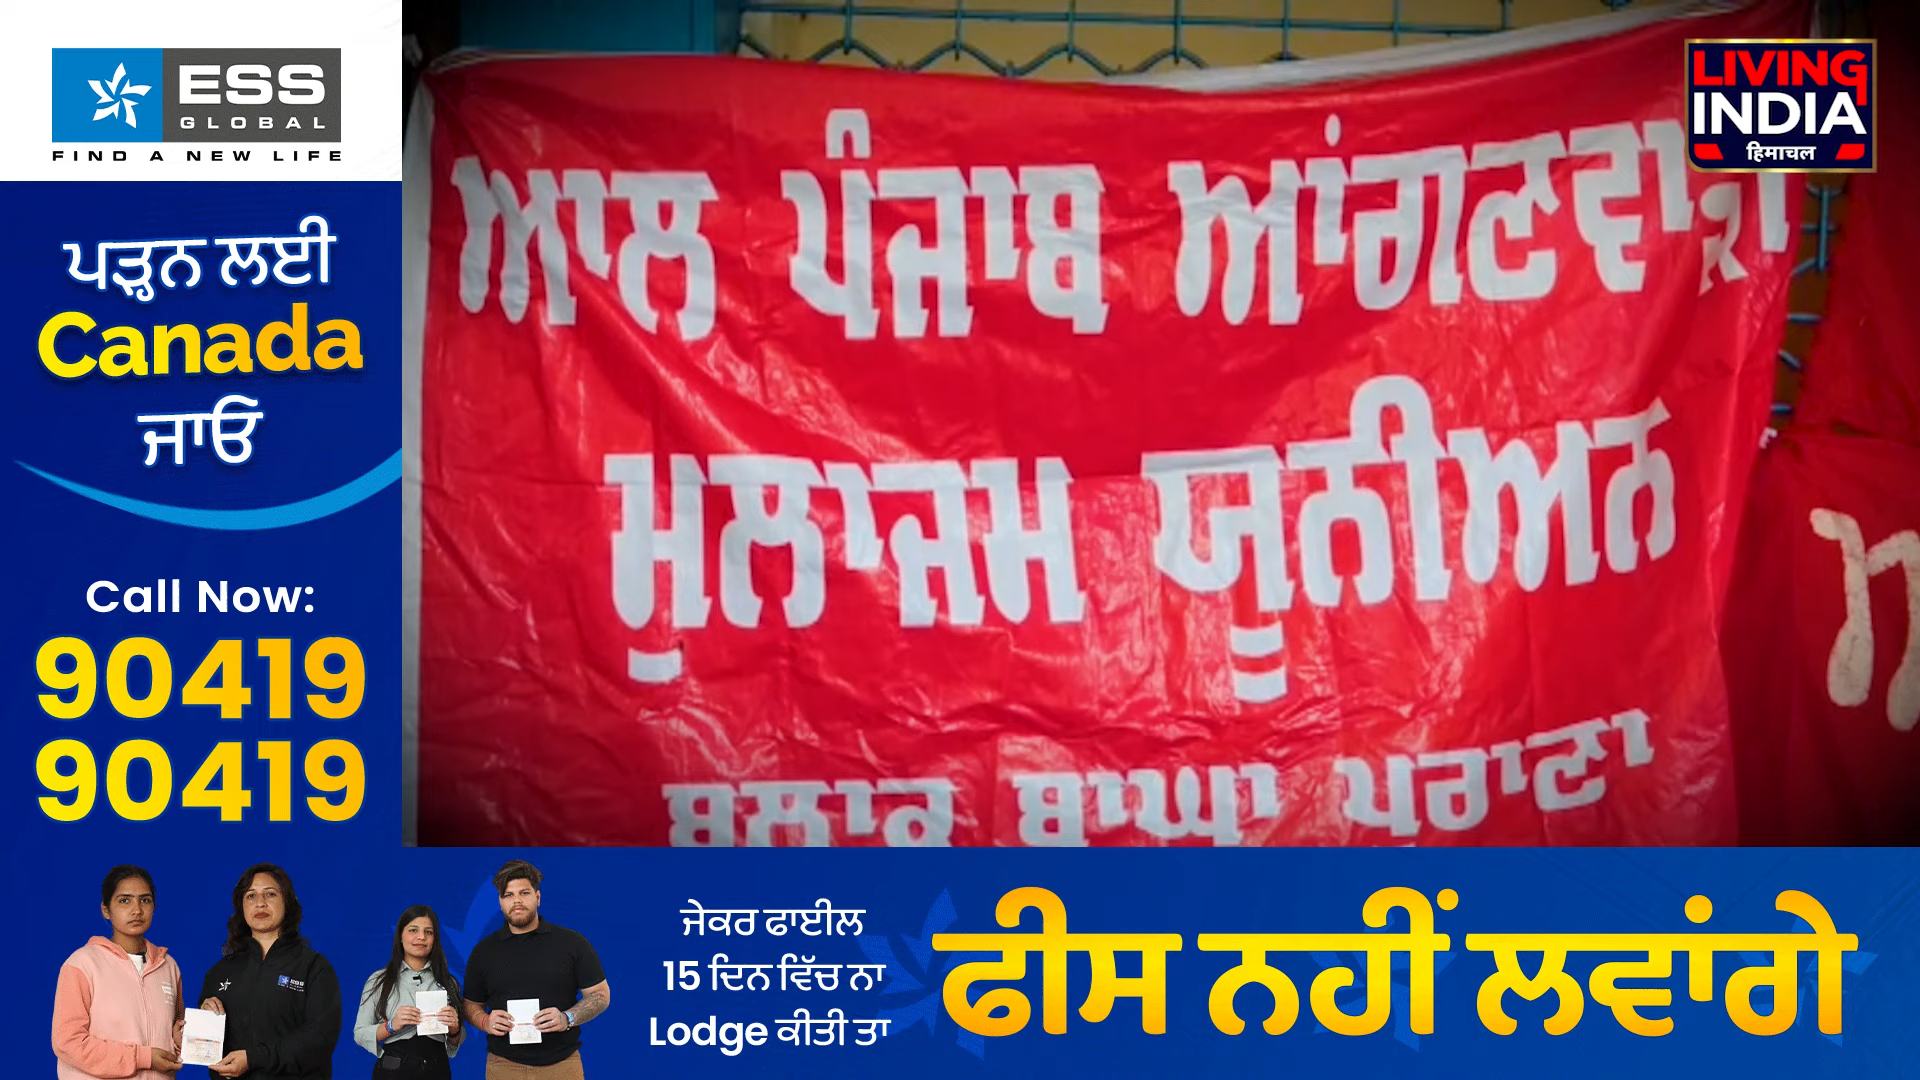 ESS
GLOBAL
FIND A NEW LIFE
ਪੜ੍ਹਨ ਲਈ
Canada
ਜਾਓ
Call Now:
90419
90419
ਆਲ ਪੰਜਾਬ ਆਂਗਣਵਾੜੀ
ਮੁਲਾਜਮ ਯੂਨੀਅਨ
ਬਲਾਕ ਬਾਘਾ ਪੁਰਾਣਾ
LIVING
INDIA
हिमाचल
ਜੇਕਰ ਫਾਈਲ
15 ਦਿਨ ਵਿੱਚ ਨਾ
Lodge ਕੀਤੀ ਤਾ
ਫੀਸ ਨਹੀਂ ਲਵਾਂਗੇ